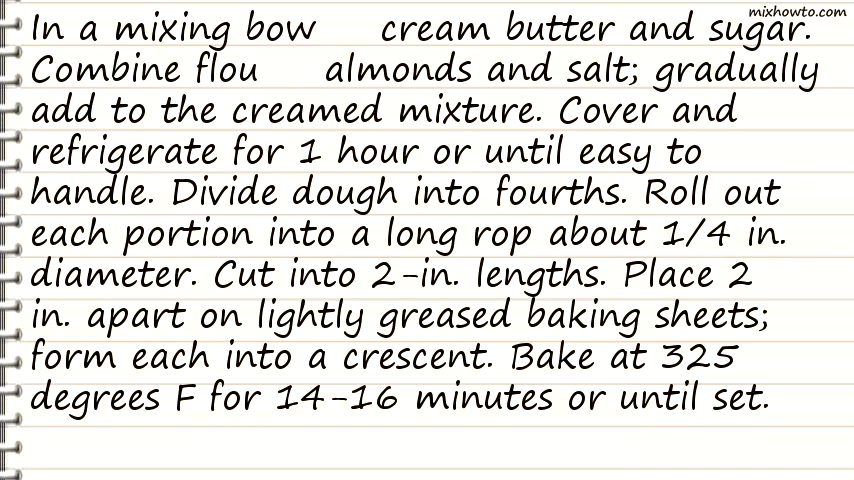 mixhowto.com
In a mixing bow     cream butter and sugar.
Combine flou     almonds and salt; gradually
add to the creamed mixture. Cover and
refrigerate for 1 hour or until easy to
handle. Divide dough into fourths. Roll out
each portion into a long rop about 1/4 in.
diameter. Cut into 2-in. lengths. Place 2
in. apart on lightly greased baking sheets;
form each into a crescent. Bake at 325
degrees F for 14-16 minutes or until set.